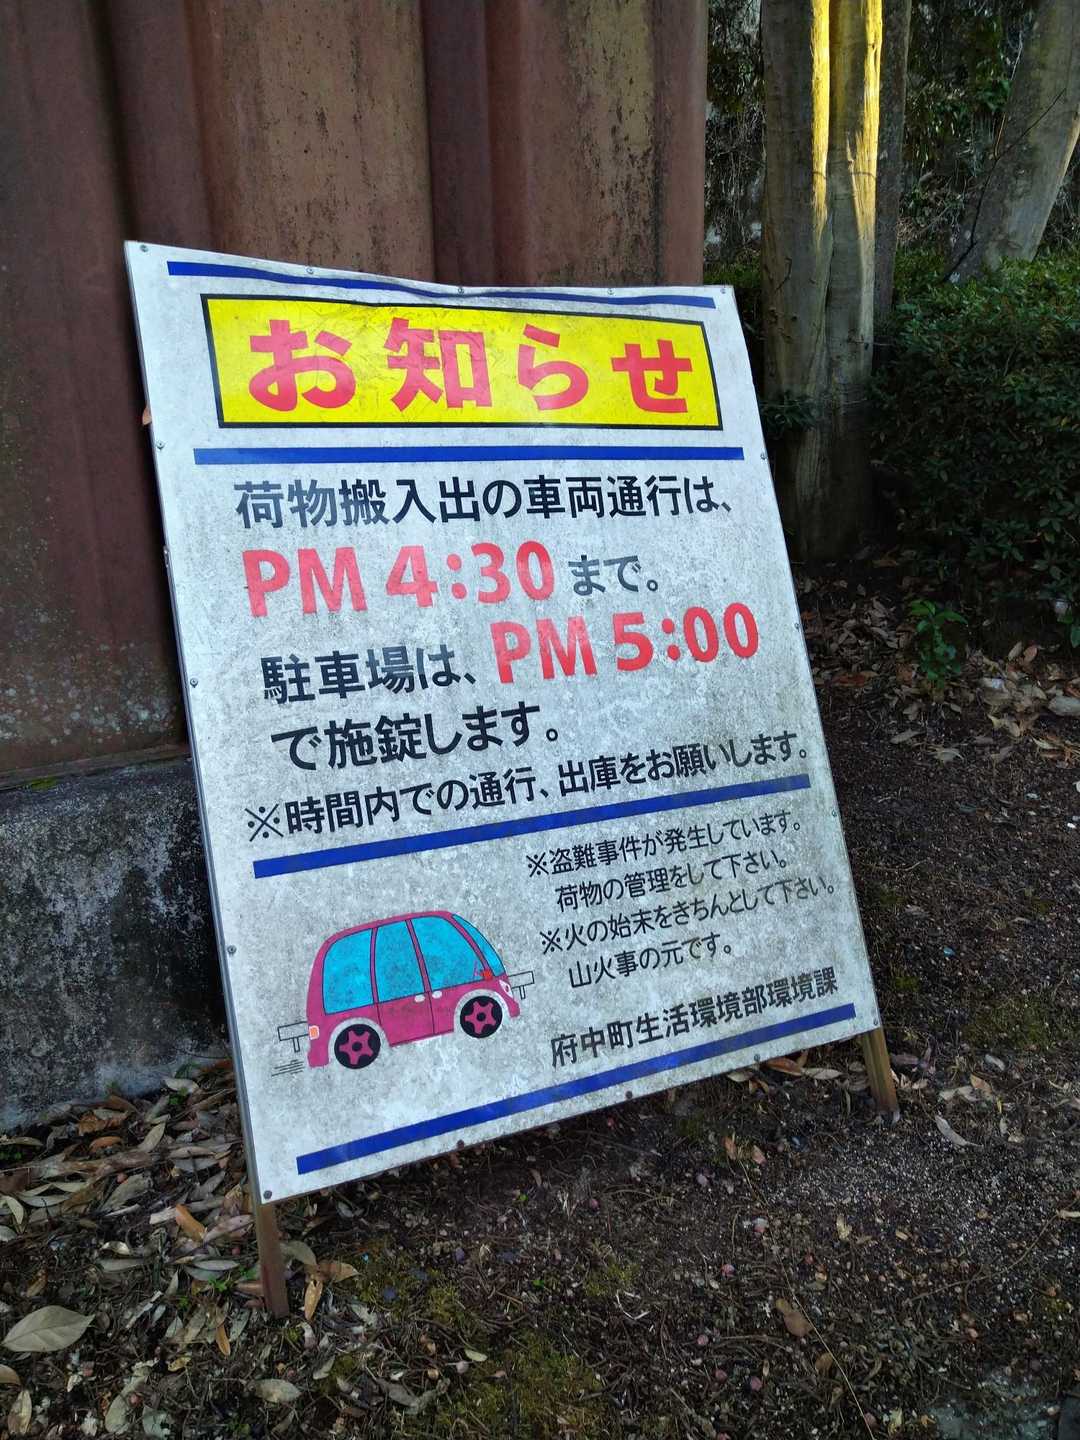 お知らせ
荷物搬入出の車両通行は、
PM 4:30 まで。
駐車場は、PM 5:00
で施錠します。
※時間内での通行、出庫をお願いします。
※盗難事件が発生しています。
荷物の管理をして下さい。
※火の始末をきちんとして下さい。
山火事の元です。
府中町生活環境部環境課